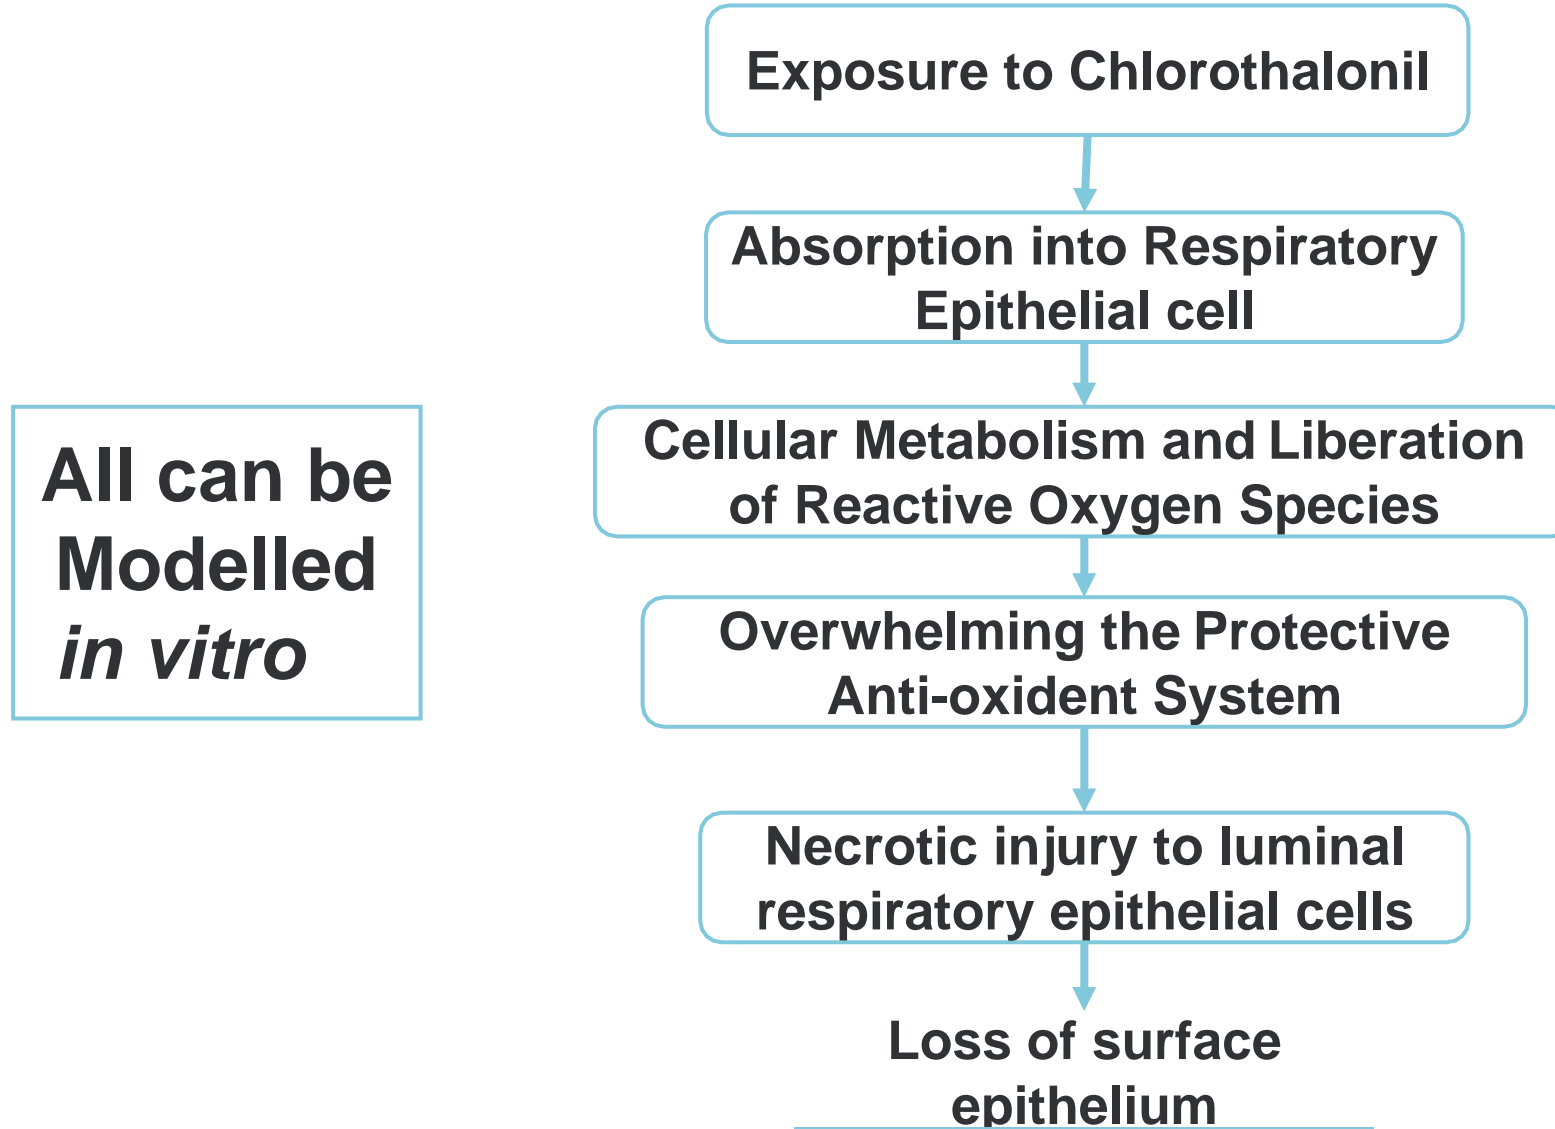 Exposure to Chlorothalonil
Absorption into Respiratory
Epithelial cell
Cellular Metabolism and Liberation
of Reactive Oxygen Species
All can be
Modelled
in vitro
Overwhelming the Protective
Anti-oxident System
Necrotic injury to luminal
respiratory epithelial cells
Loss of surface
epithelium